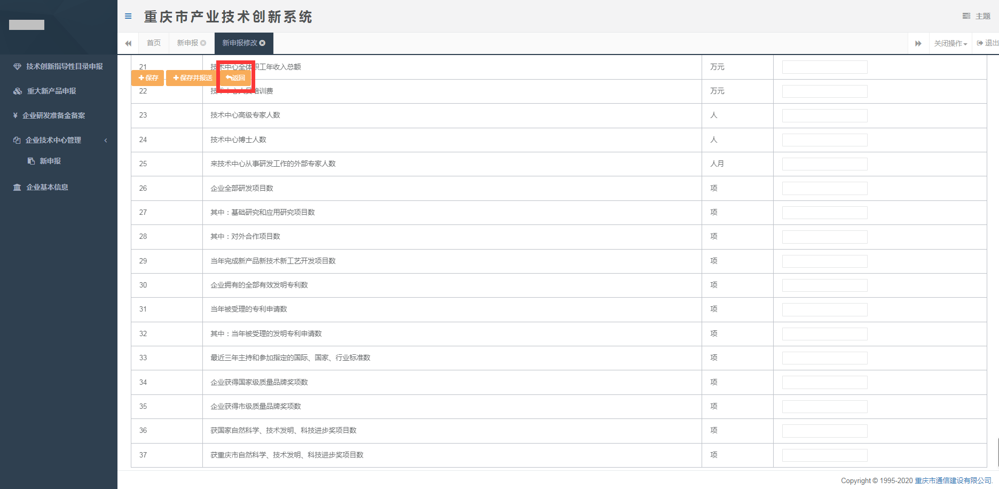 重庆市产业技术创新系统
主题
首页 新申报 新申报修改 关闭操作 退出
技术创新指导性目录申报
重大新产品申报
¥ 企业研发准备金备案
企业技术中心管理
新申报
企业基本信息
21 技术中心全体职工年收入总额 万元
保存 保存并报送 返回
22 技术中心人员培训费 万元
23 技术中心高级专家人数 人
24 技术中心博士人数 人
25 来技术中心从事研发工作的外部专家人数 人月
26 企业全部研发项目数 项
27 其中：基础研究和应用研究项目数 项
28 其中：对外合作项目数 项
29 当年完成新产品新技术新工艺开发项目数 项
30 企业拥有的全部有效发明专利数 项
31 当年被受理的专利申请数 项
32 其中：当年被受理的发明专利申请数 项
33 最近三年主持和参加指定的国际、国家、行业标准数 项
34 企业获得国家级质量品牌奖项数 项
35 企业获得市级质量品牌奖项数 项
36 获国家自然科学、技术发明、科技进步奖项目数 项
37 获重庆市自然科学、技术发明、科技进步奖项目数 项
Copyright © 1995-2020 重庆市通信建设有限公司.